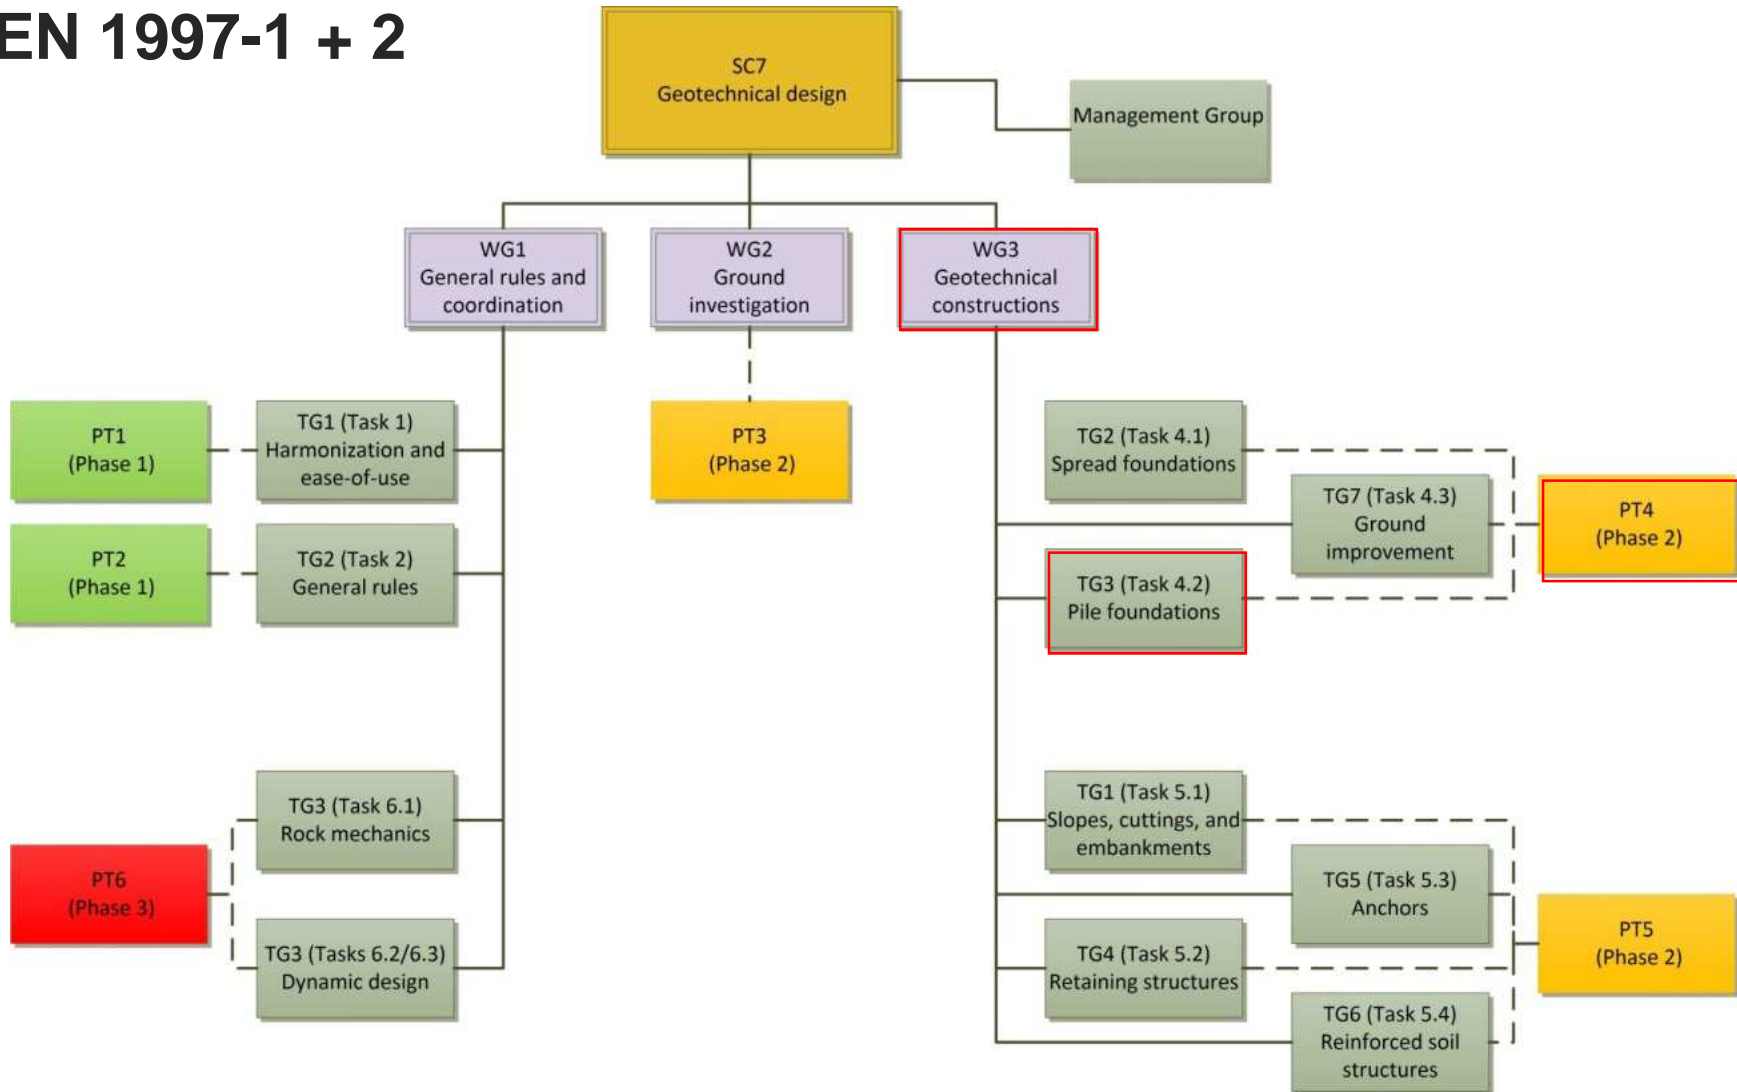 EN 1997-1 + 2
SC7
Geotechnical design
Management Group
WG1
General rules and
coordination
WG2
Ground
investigation
WG3
Geotechnical
constructions
PT1
(Phase 1)
TG1 (Task 1)
Harmonization and
ease-of-use
PT3
(Phase 2)
TG2 (Task 4.1)
Spread foundations
TG7 (Task 4.3)
Ground
improvement
PT4
(Phase 2)
PT2
(Phase 1)
TG2 (Task 2)
General rules
TG3 (Task 4.2)
Pile foundations
TG3 (Task 6.1)
Rock mechanics
TG1 (Task 5.1)
Slopes, cuttings, and
embankments
PT6
(Phase 3)
TG5 (Task 5.3)
Anchors
TG3 (Tasks 6.2/6.3)
Dynamic design
TG4 (Task 5.2)
Retaining structures
PT5
(Phase 2)
TG6 (Task 5.4)
Reinforced soil
structures